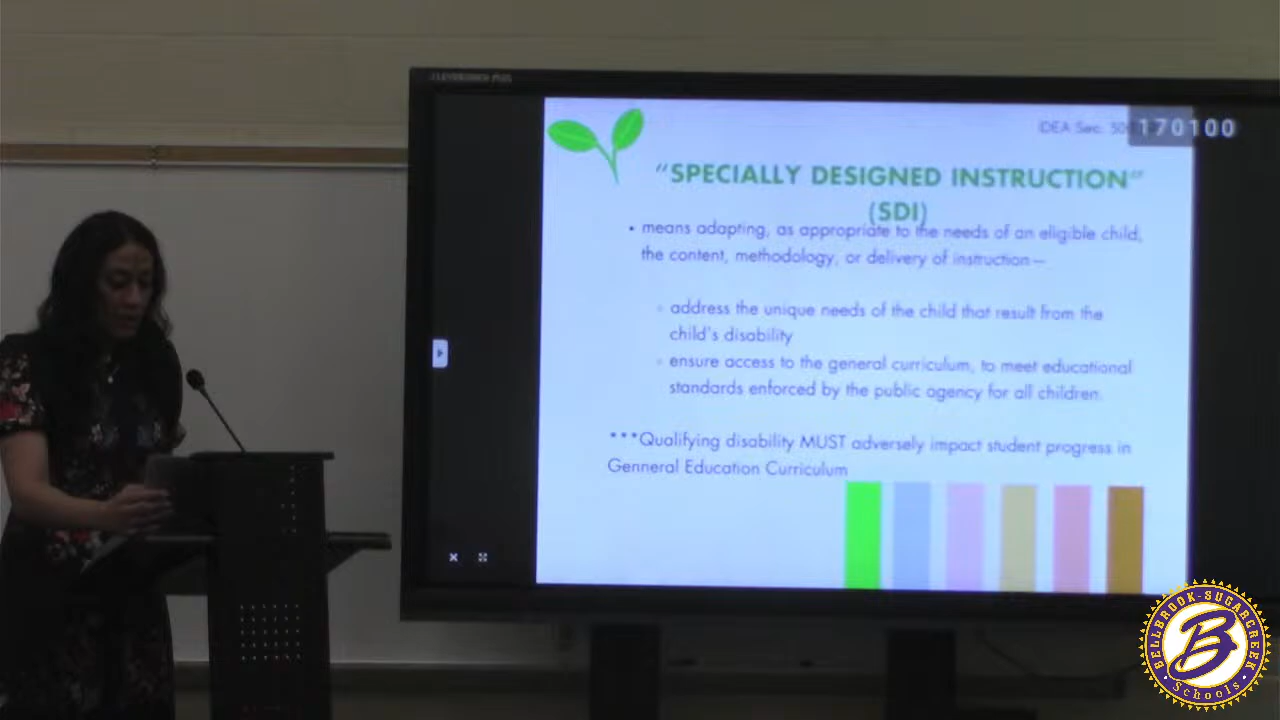 CLEVERTOUCH PLUS
IDEA Sec. 
170100
“SPECIALLY DESIGNED INSTRUCTION”
(SDI)
• means adapting, as appropriate to the needs of an eligible child,
the content, methodology, or delivery of instruction—
◦ address the unique needs of the child that result from the
child's disability
◦ ensure access to the general curriculum, to meet educational
standards enforced by the public agency for all children.
***Qualifying disability MUST adversely impact student progress in
Genneral Education Curriculum
BELLBROOK-SUGARCREEK
B
Schools